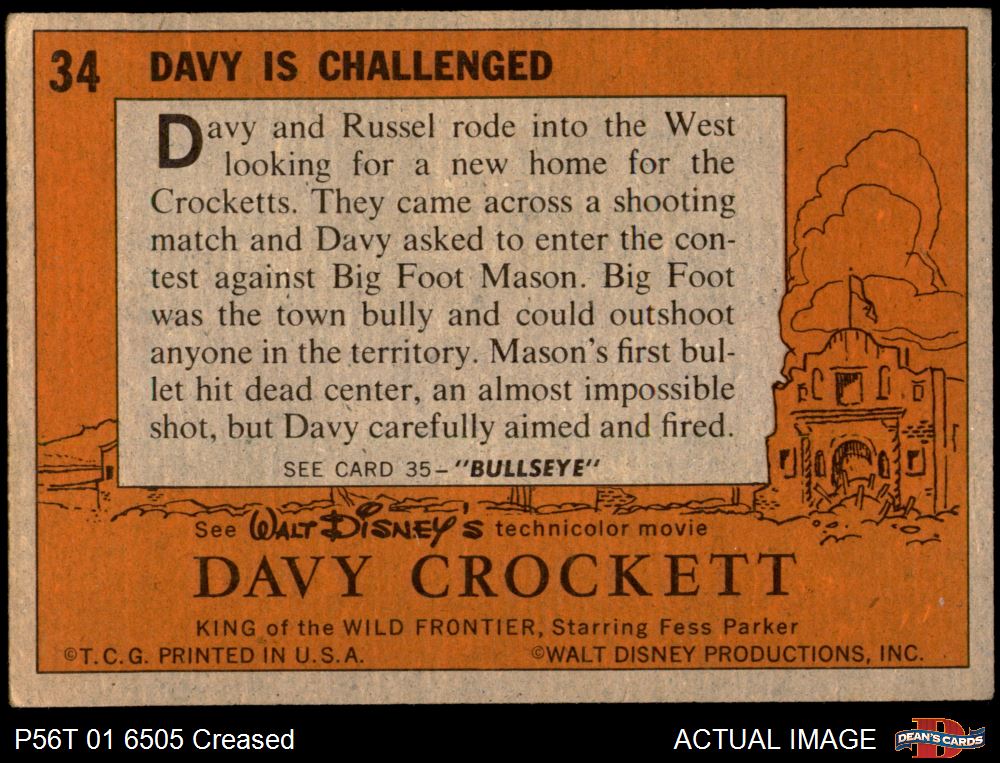 34 DAVY IS CHALLENGED
Davy and Russel rode into the West
looking for a new home for the
Crocketts. They came across a shooting
match and Davy asked to enter the con-
test against Big Foot Mason. Big Foot
was the town bully and could outshoot
anyone in the territory. Mason's first bul-
let hit dead center, an almost impossible
shot, but Davy carefully aimed and fired.
SEE CARD 35–"BULLSEYE"
See WALT DISNEY'S technicolor movie
DAVY CROCKETT
KING of the WILD FRONTIER, Starring Fess Parker
©T.C.G. PRINTED IN U.S.A. ©WALT DISNEY PRODUCTIONS, INC.
P56T 01 6505 Creased ACTUAL IMAGE DEAN'S CARDS